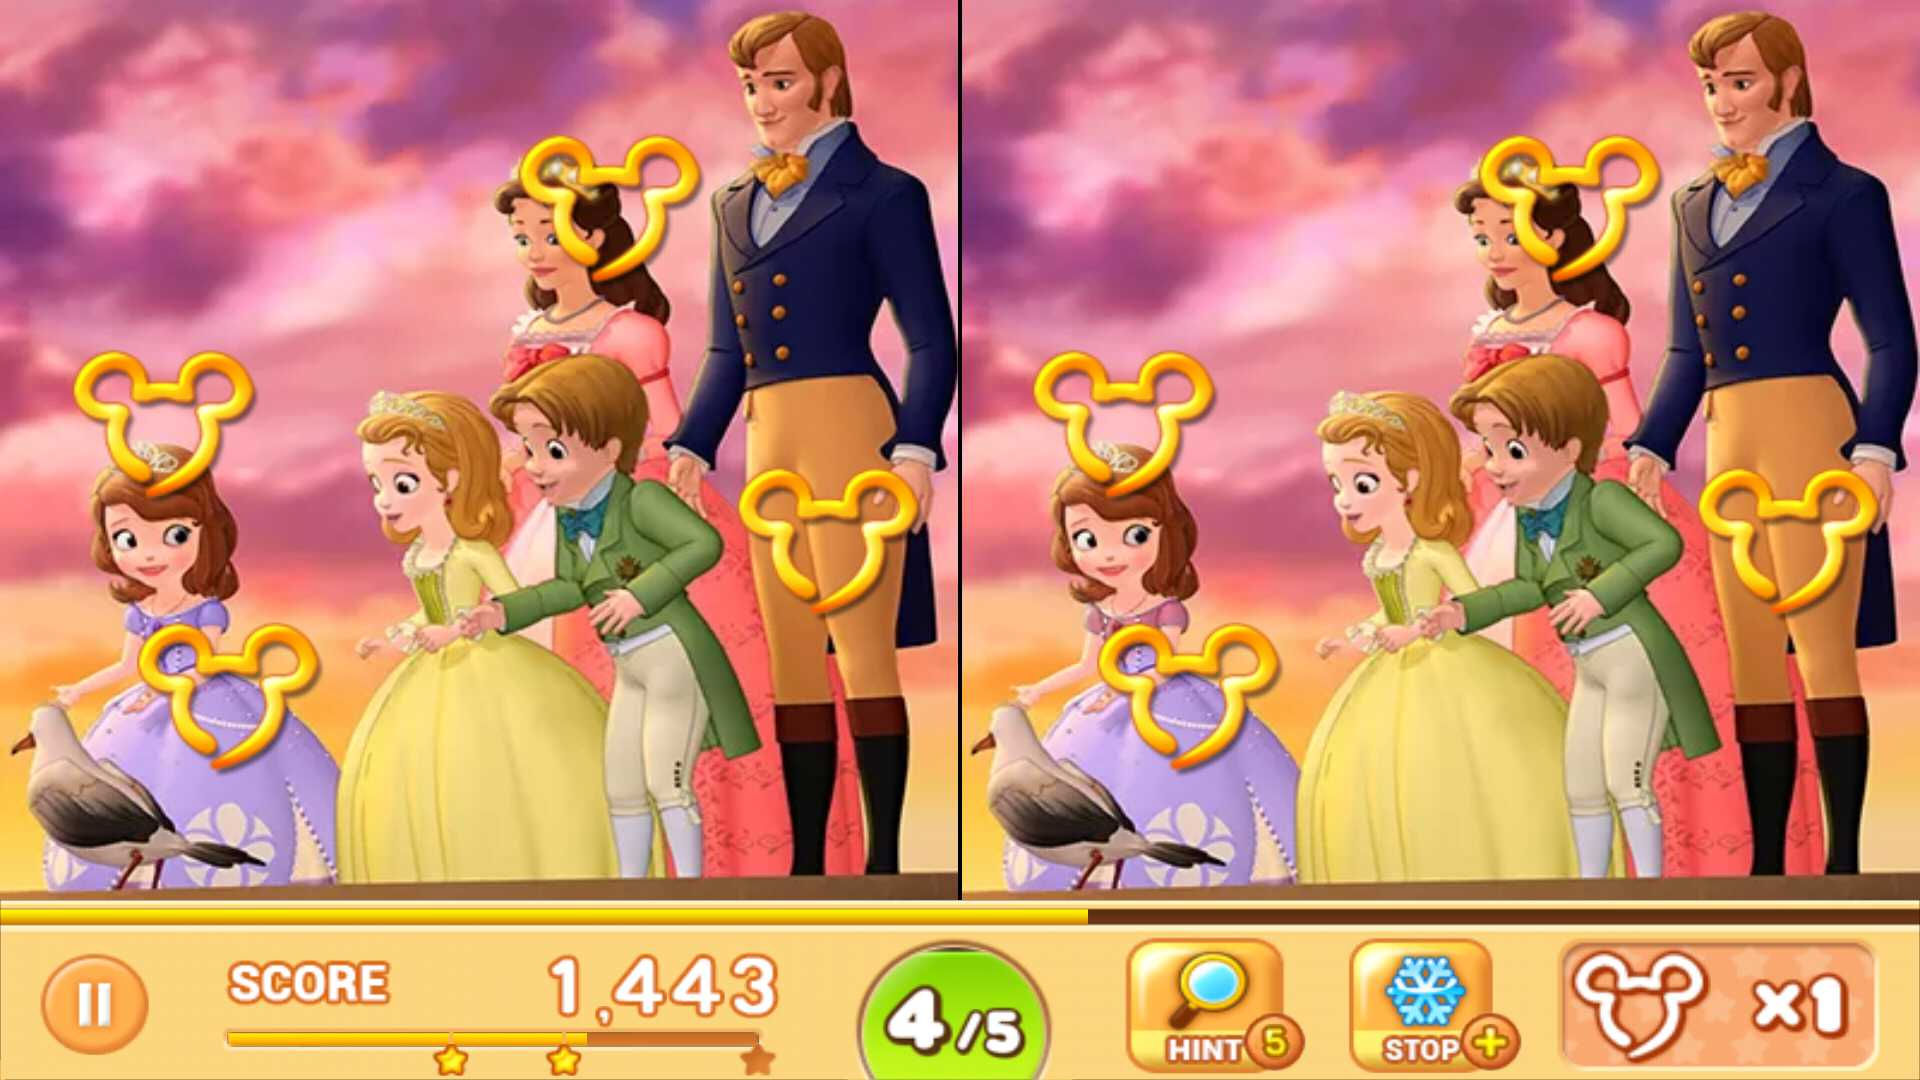 SCORE 1,443
4/5
HINT 5
STOP +
x1